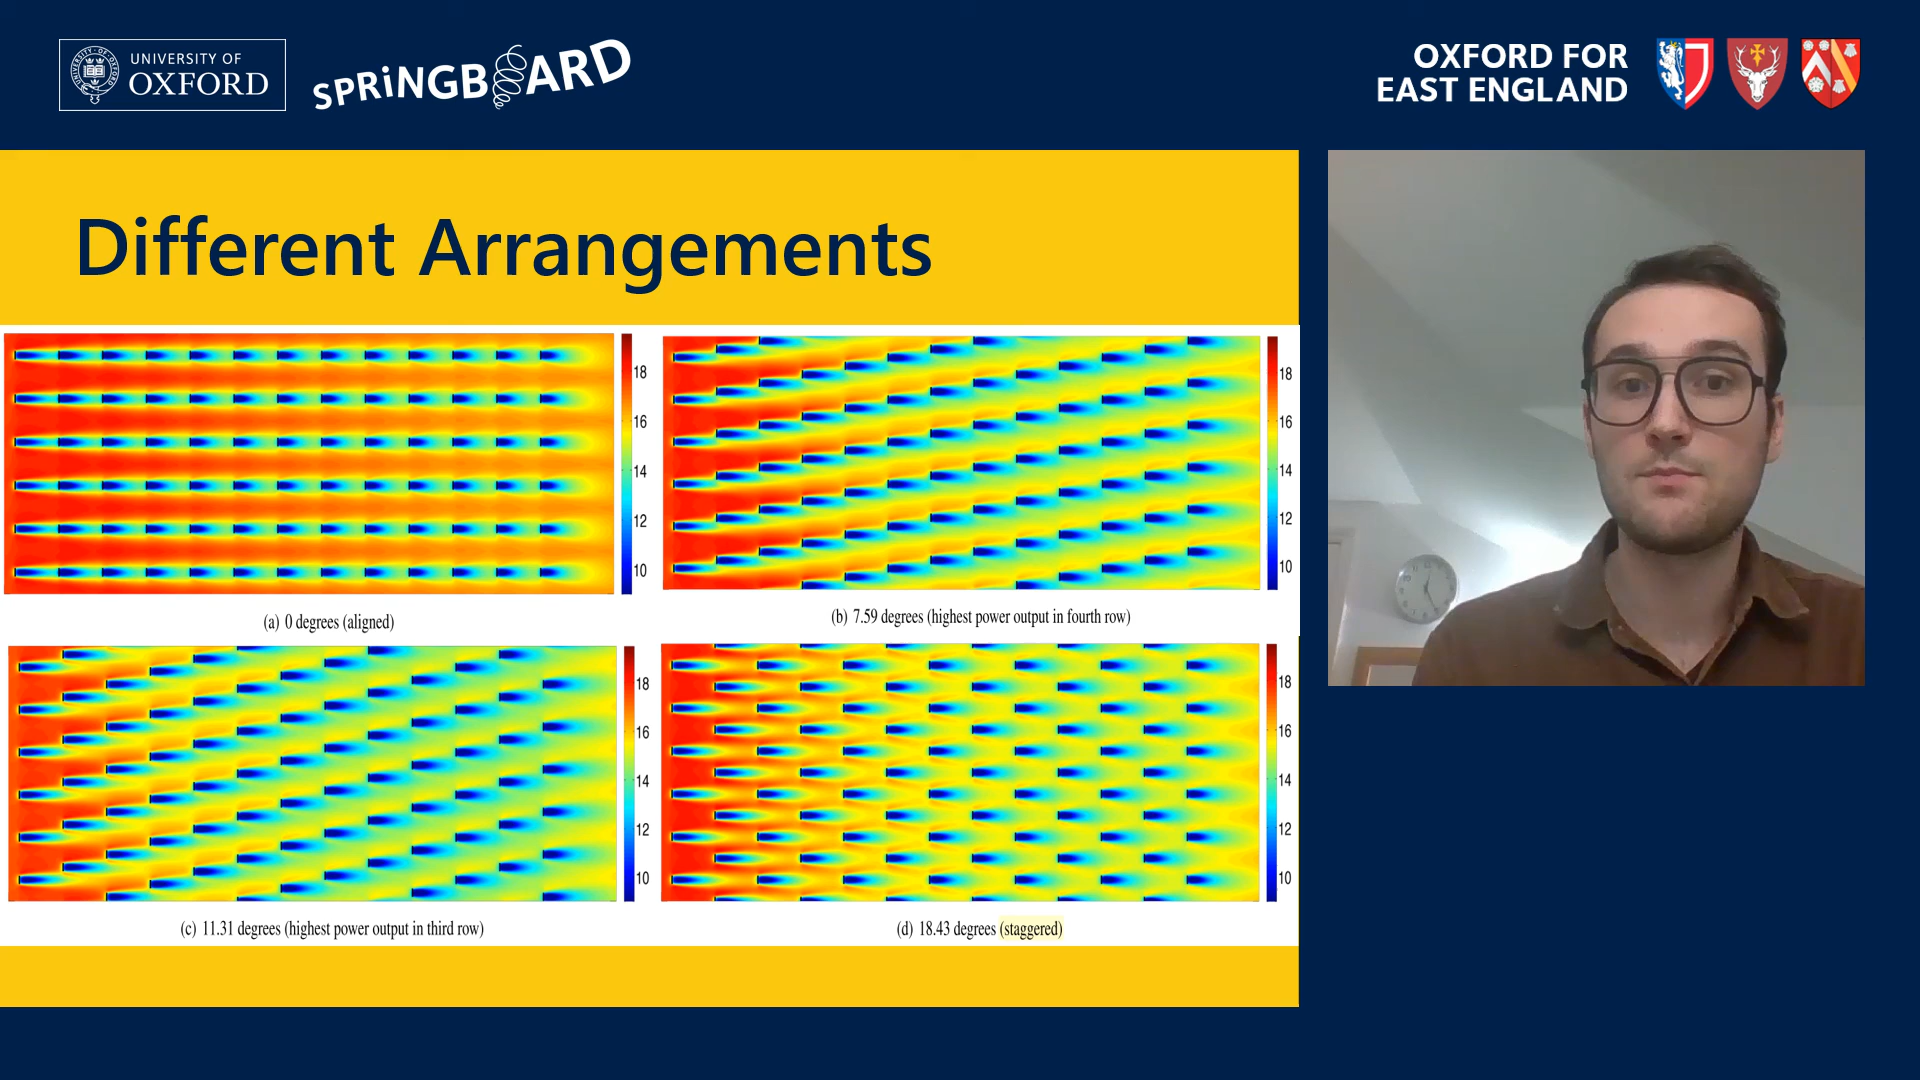 UNIVERSITY OF
OXFORD
SPRiNGBOARD
OXFORD FOR
EAST ENGLAND
Different Arrangements
18
16
14
12
10
(a) 0 degrees (aligned)
18
16
14
12
10
(b) 7.59 degrees (highest power output in fourth row)
18
16
14
12
10
(c) 11.31 degrees (highest power output in third row)
18
16
14
12
10
(d) 18.43 degrees (staggered)